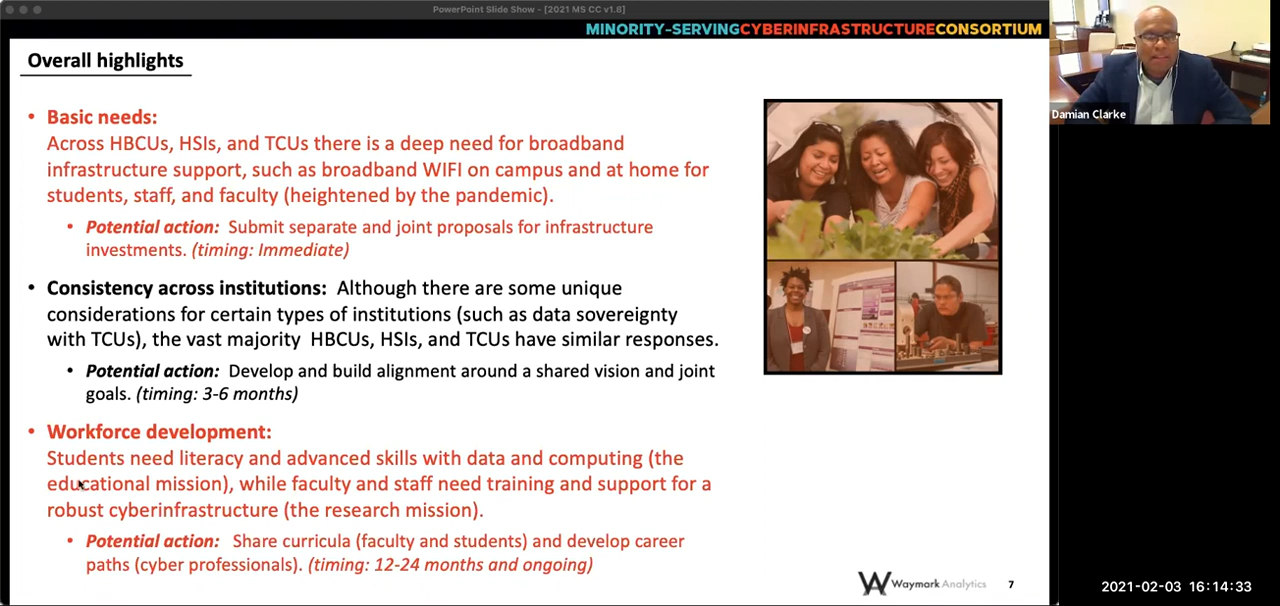 PowerPoint Slide Show - [2021 MS CC v1.8]
MINORITY-SERVINGCYBERINFRASTRUCTURECONSORTIUM
Overall highlights
• Basic needs:
Across HBCUs, HSIs, and TCUs there is a deep need for broadband
infrastructure support, such as broadband WIFI on campus and at home for
students, staff, and faculty (heightened by the pandemic).
• Potential action: Submit separate and joint proposals for infrastructure
investments. (timing: Immediate)
• Consistency across institutions: Although there are some unique
considerations for certain types of institutions (such as data sovereignty
with TCUs), the vast majority HBCUs, HSIs, and TCUs have similar responses.
• Potential action: Develop and build alignment around a shared vision and joint
goals. (timing: 3-6 months)
• Workforce development:
Students need literacy and advanced skills with data and computing (the
educational mission), while faculty and staff need training and support for a
robust cyberinfrastructure (the research mission).
• Potential action: Share curricula (faculty and students) and develop career
paths (cyber professionals). (timing: 12-24 months and ongoing)
Waymark Analytics
7
Damian Clarke
2021-02-03 16:14:33